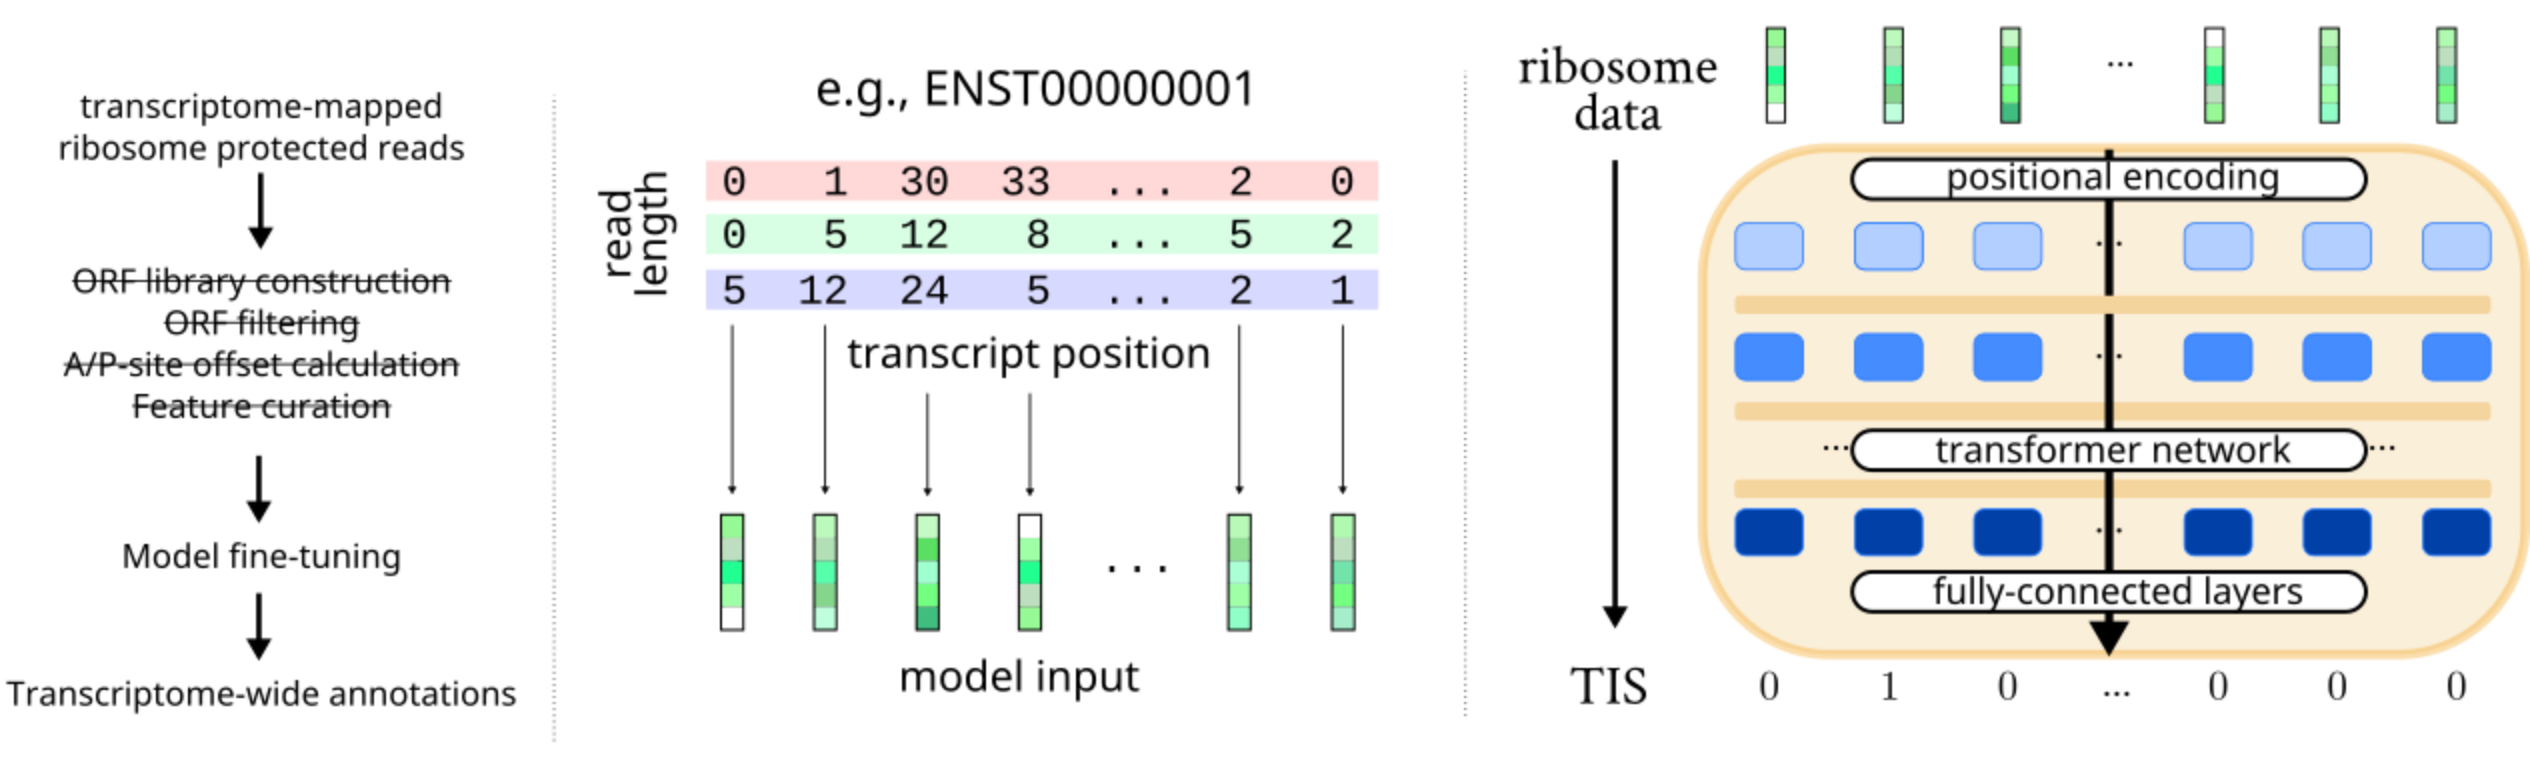 transcriptome-mapped
ribosome protected reads
ORF library construction
ORF filtering
A/P-site offset calculation
Feature curation
Model fine-tuning
Transcriptome-wide annotations
e.g., ENST00000001
read
length
0 1 30 33 ... 2 0
0 5 12 8 ... 5 2
5 12 24 5 ... 2 1
transcript position
...
model input
ribosome
data
...
positional encoding
...
...
... transformer network ...
...
fully-connected layers
TIS 0 1 0 ... 0 0 0